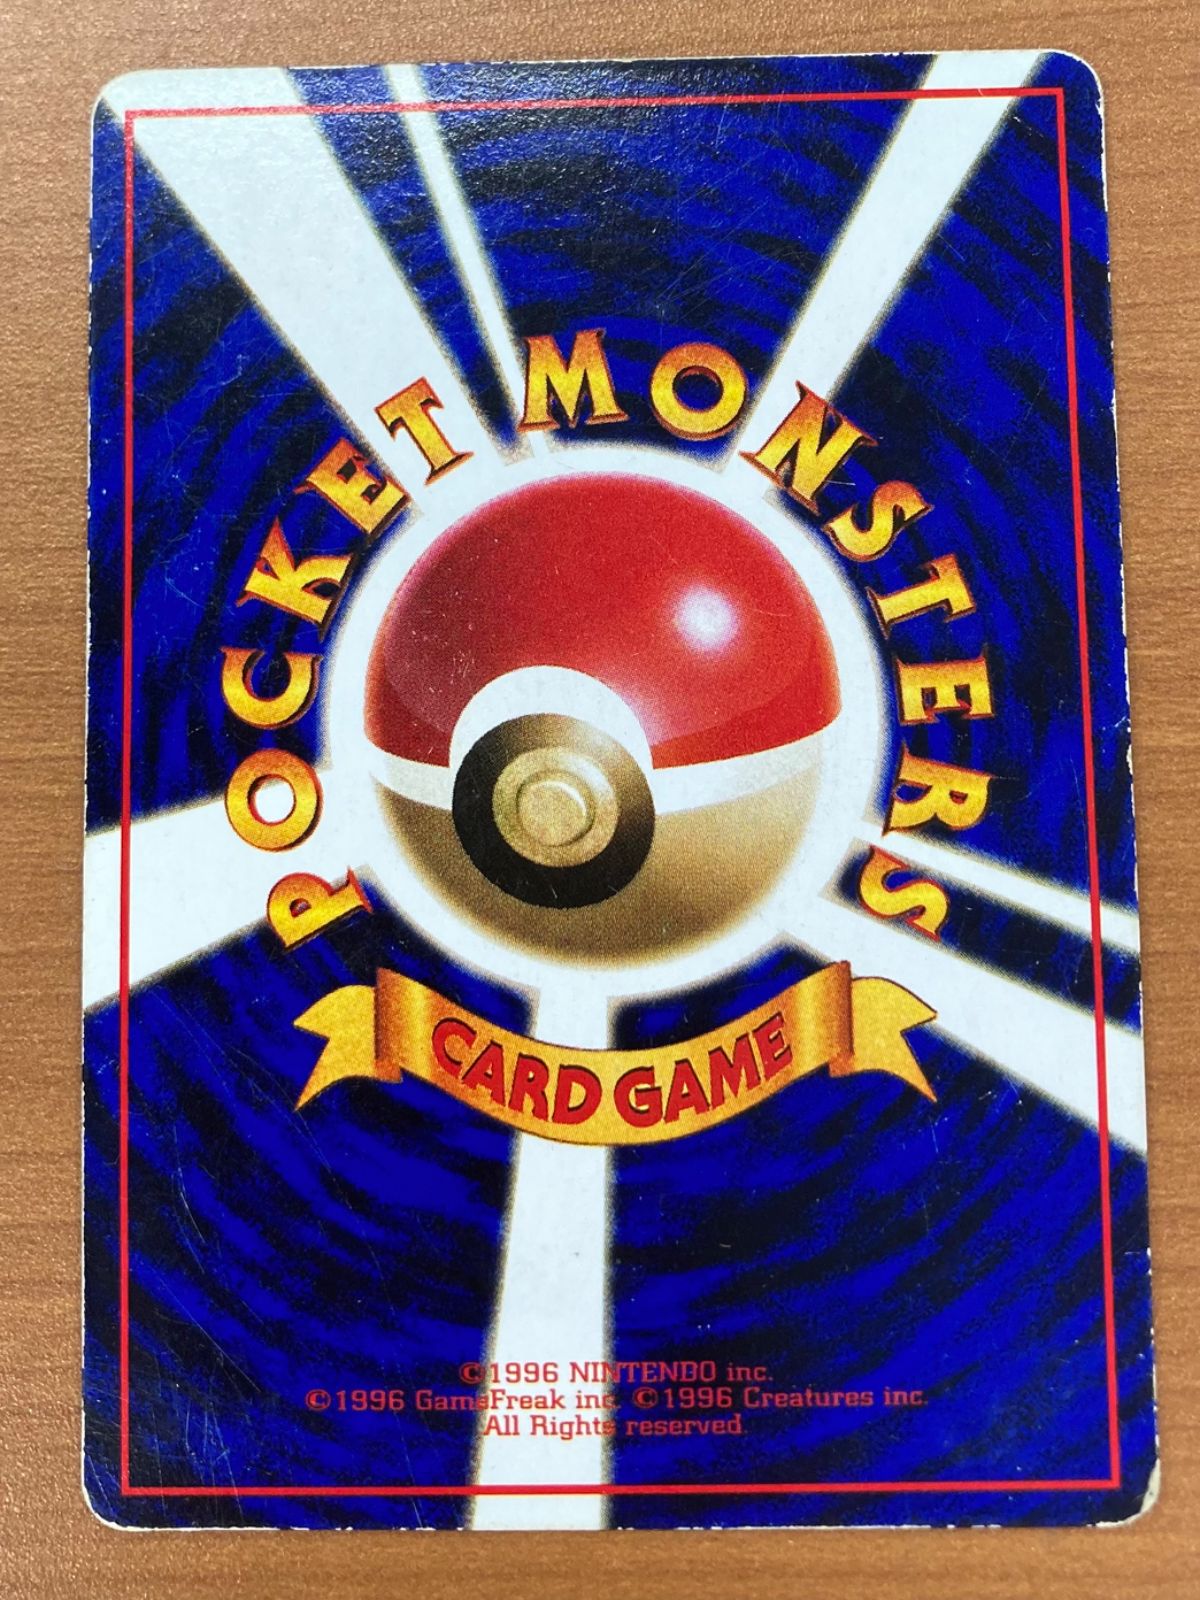 POCKET MONSTERS
CARD GAME
©1996 NINTENDO inc.
©1996 GameFreak inc. ©1996 Creatures inc.
All Rights reserved.